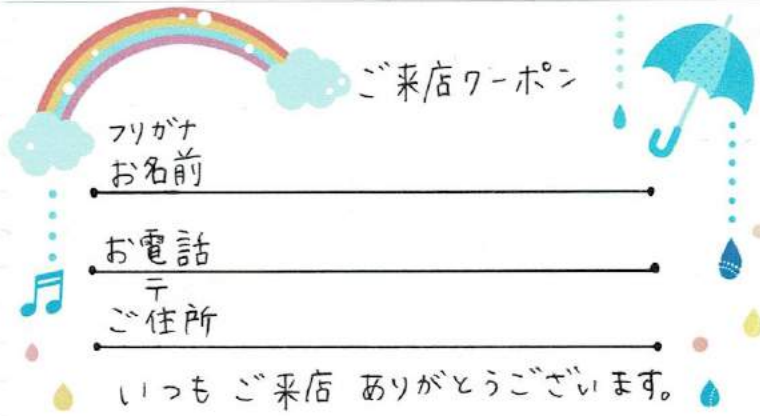 ご来店クーポン
フリガナ
お名前
お電話
〒
ご住所
いつも ご来店 ありがとうございます。